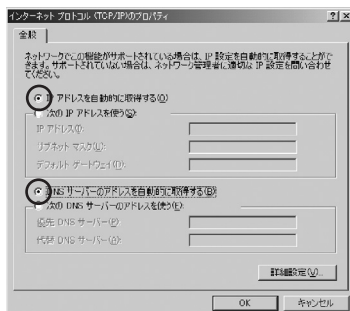 インターネット プロトコル (TCP/IP)のプロパティ
全般
ネットワークでこの機能がサポートされている場合は、IP 設定を自動的に取得することがで
きます。サポートされていない場合は、ネットワーク管理者に適切な IP 設定を問い合わせ
てください。
IP アドレスを自動的に取得する(O)
次の IP アドレスを使う(S):
IP アドレス(I):
サブネット マスク(U):
デフォルト ゲートウェイ(D):
DNS サーバーのアドレスを自動的に取得する(B)
次の DNS サーバーのアドレスを使う(E):
優先 DNS サーバー(P):
代替 DNS サーバー(A):
詳細設定(V)...
OK キャンセル